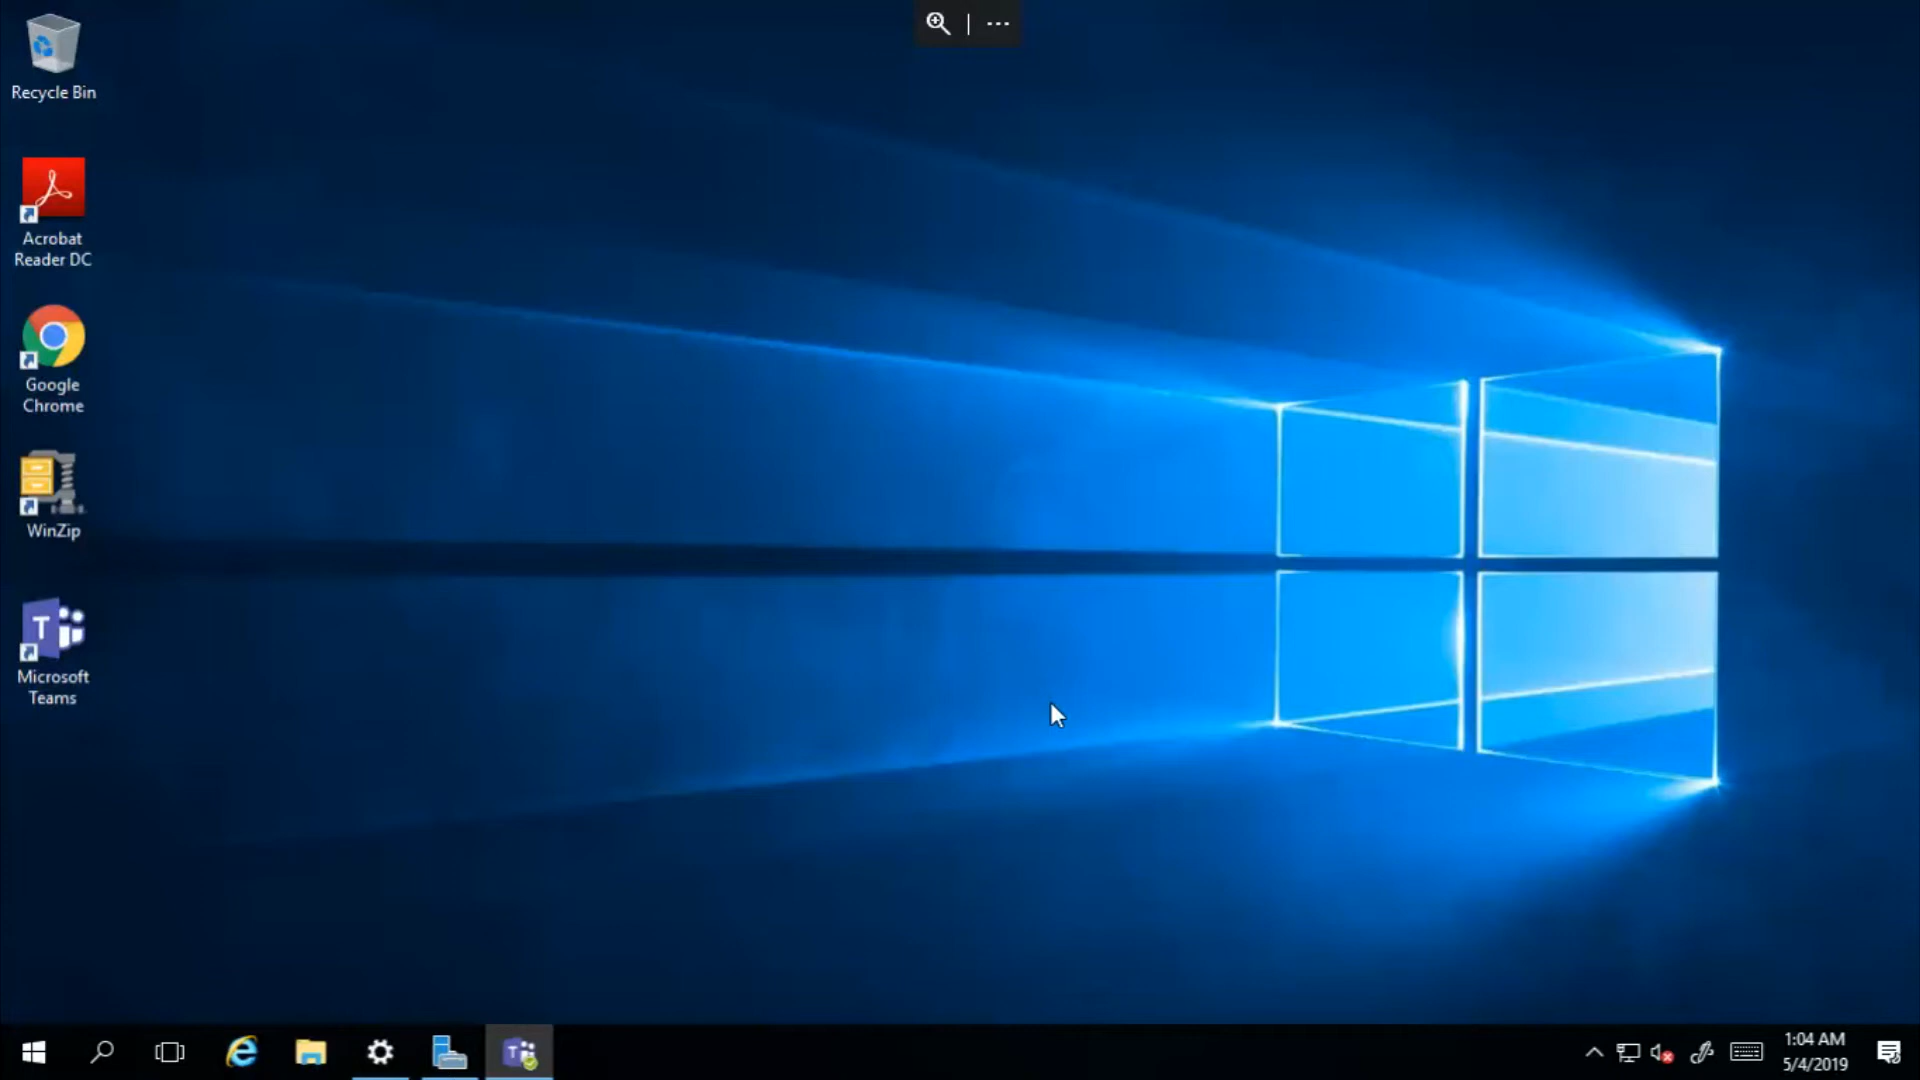 Recycle Bin
Acrobat
Reader DC
Google
Chrome
WinZip
T
Microsoft
Teams
T
1:04 AM
5/4/2019